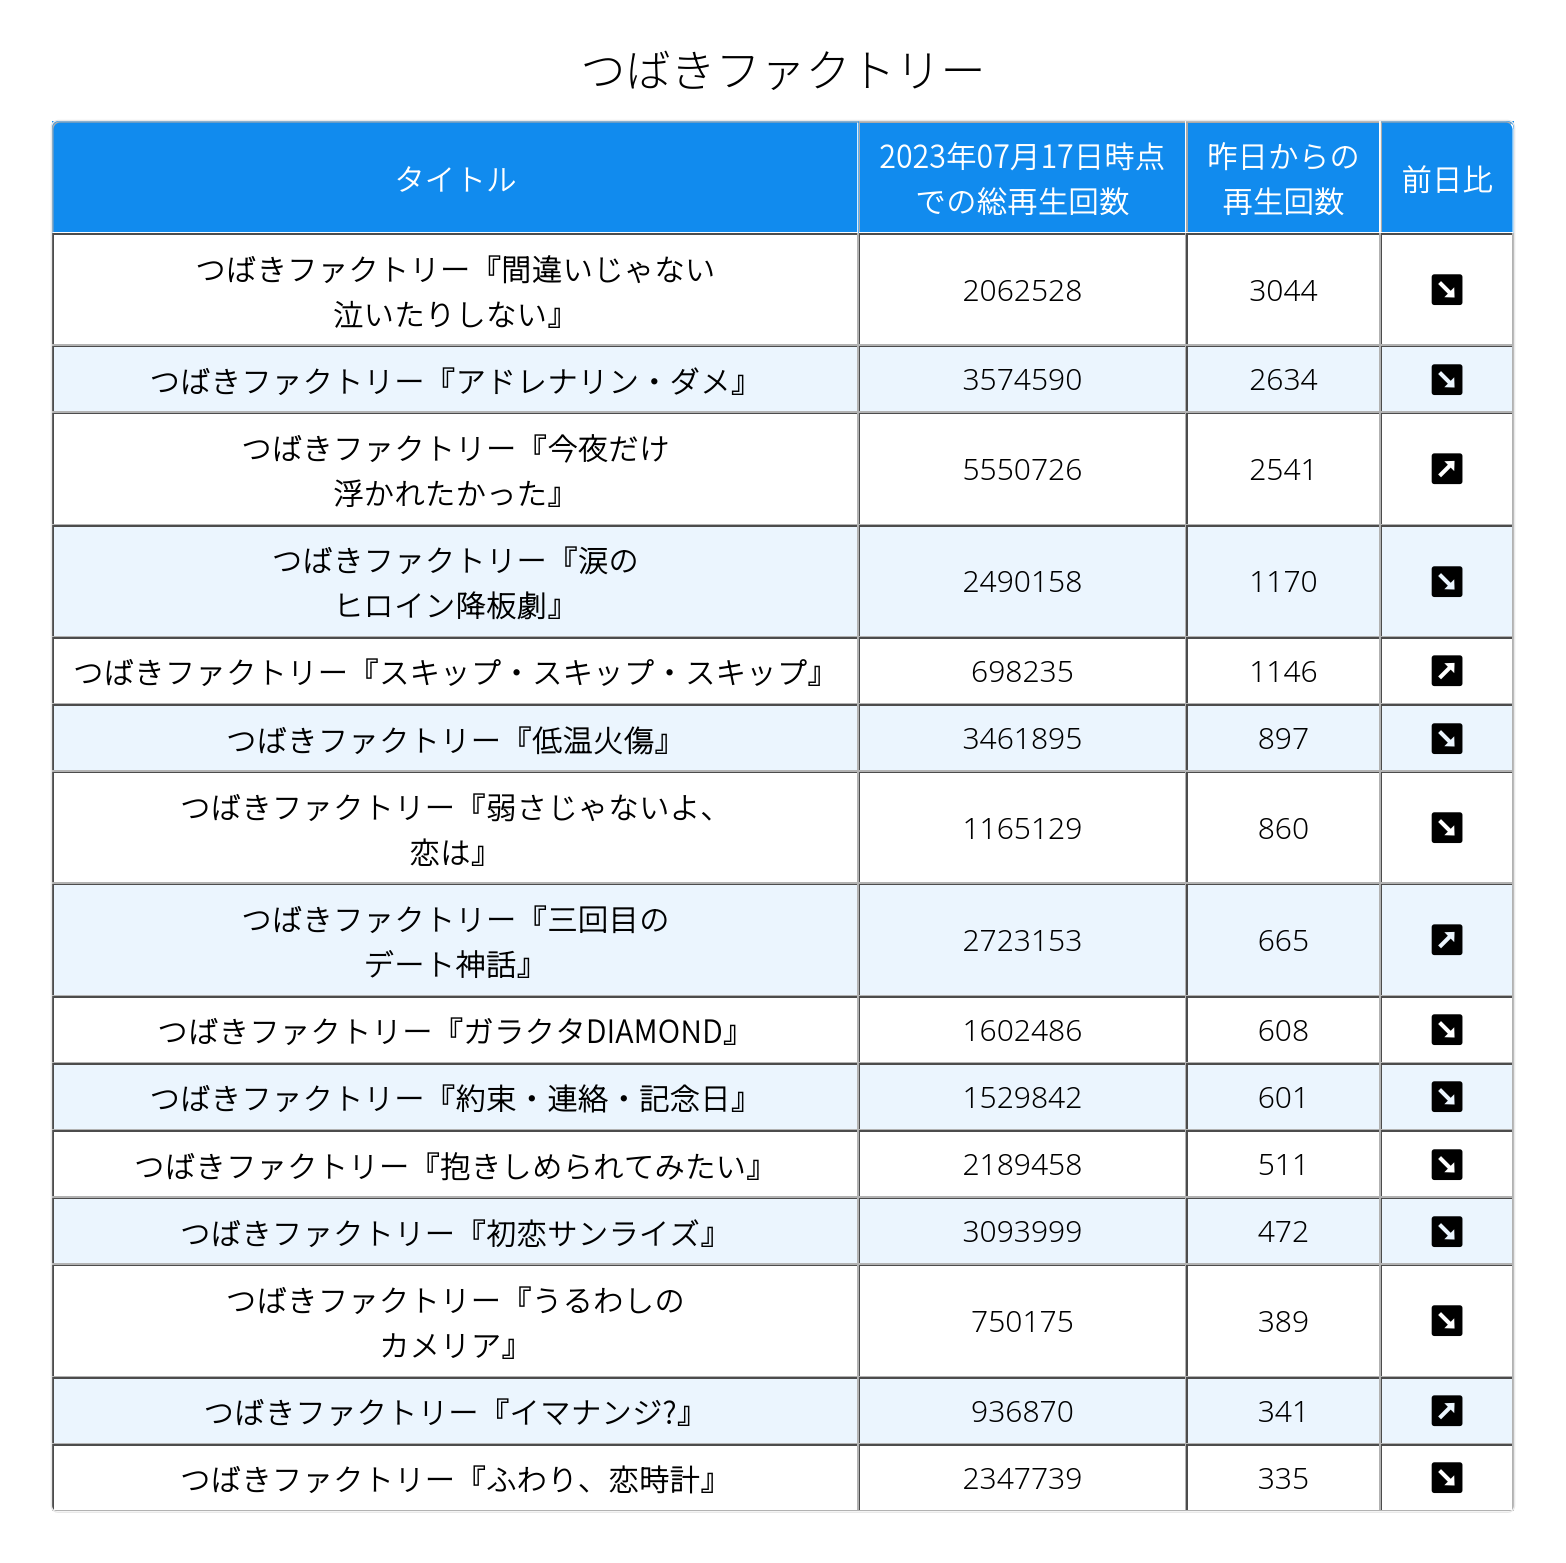 つばきファクトリー
タイトル
2023年07月17日時点
での総再生回数
昨日からの
再生回数
前日比
つばきファクトリー『間違いじゃない
泣いたりしない』
2062528
3044
つばきファクトリー『アドレナリン・ダメ』
3574590
2634
つばきファクトリー『今夜だけ
浮かれたかった』
5550726
2541
つばきファクトリー『涙の
ヒロイン降板劇』
2490158
1170
つばきファクトリー『スキップ・スキップ・スキップ』
698235
1146
つばきファクトリー『低温火傷』
3461895
897
つばきファクトリー『弱さじゃないよ、
恋は』
1165129
860
つばきファクトリー『三回目の
デート神話』
2723153
665
つばきファクトリー『ガラクタDIAMOND』
1602486
608
つばきファクトリー『約束・連絡・記念日』
1529842
601
つばきファクトリー『抱きしめられてみたい』
2189458
511
つばきファクトリー『初恋サンライズ』
3093999
472
つばきファクトリー『うるわしの
カメリア』
750175
389
つばきファクトリー『イマナンジ?』
936870
341
つばきファクトリー『ふわり、恋時計』
2347739
335